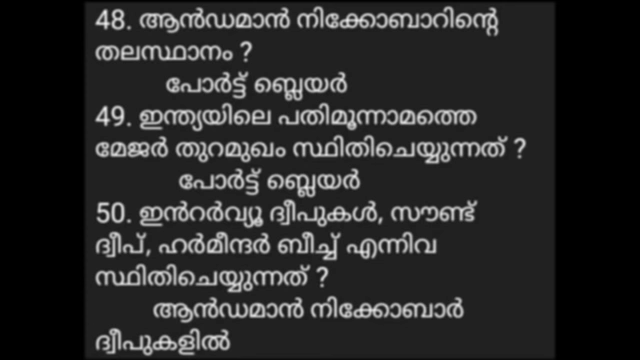 48. ആൻഡമാൻ നിക്കോബാറിന്റെ
തലസ്ഥാനം ?
പോർട്ട് ബ്ലെയർ
49. ഇന്ത്യയിലെ പതിമൂന്നാമത്തെ
മേജർ തുറമുഖം സ്ഥിതിചെയ്യുന്നത് ?
പോർട്ട് ബ്ലെയർ
50. ഇൻറർവ്യൂ ദ്വീപുകൾ, സൗണ്ട്
ദ്വീപ്, ഹർമീന്ദർ ബീച്ച് എന്നിവ
സ്ഥിതിചെയ്യുന്നത് ?
ആൻഡമാൻ നിക്കോബാർ
ദ്വീപുകളിൽ